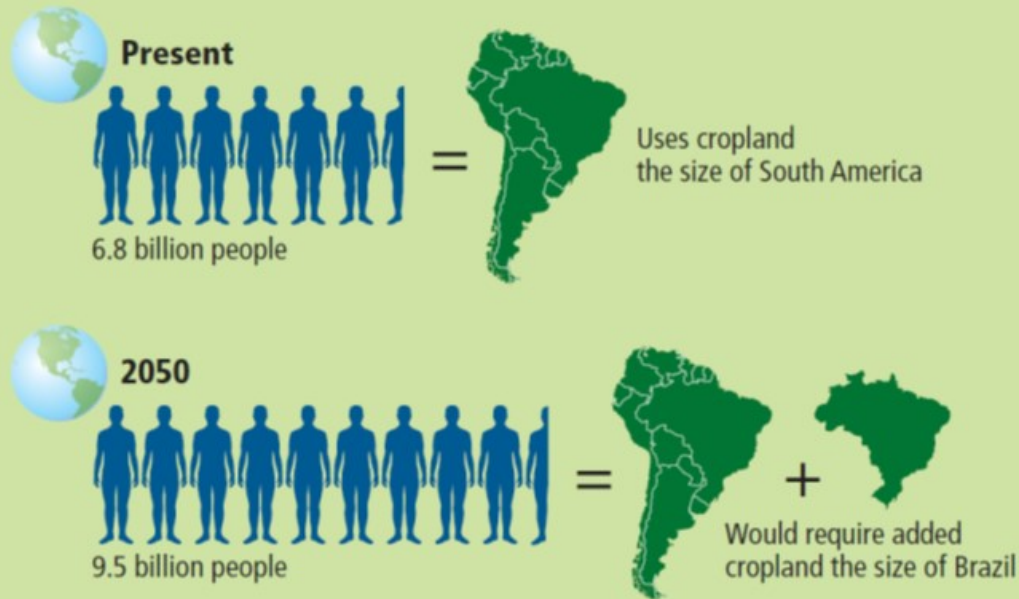 Present
=
Uses cropland
the size of South America
6.8 billion people
2050
=
+
Would require added
cropland the size of Brazil
9.5 billion people